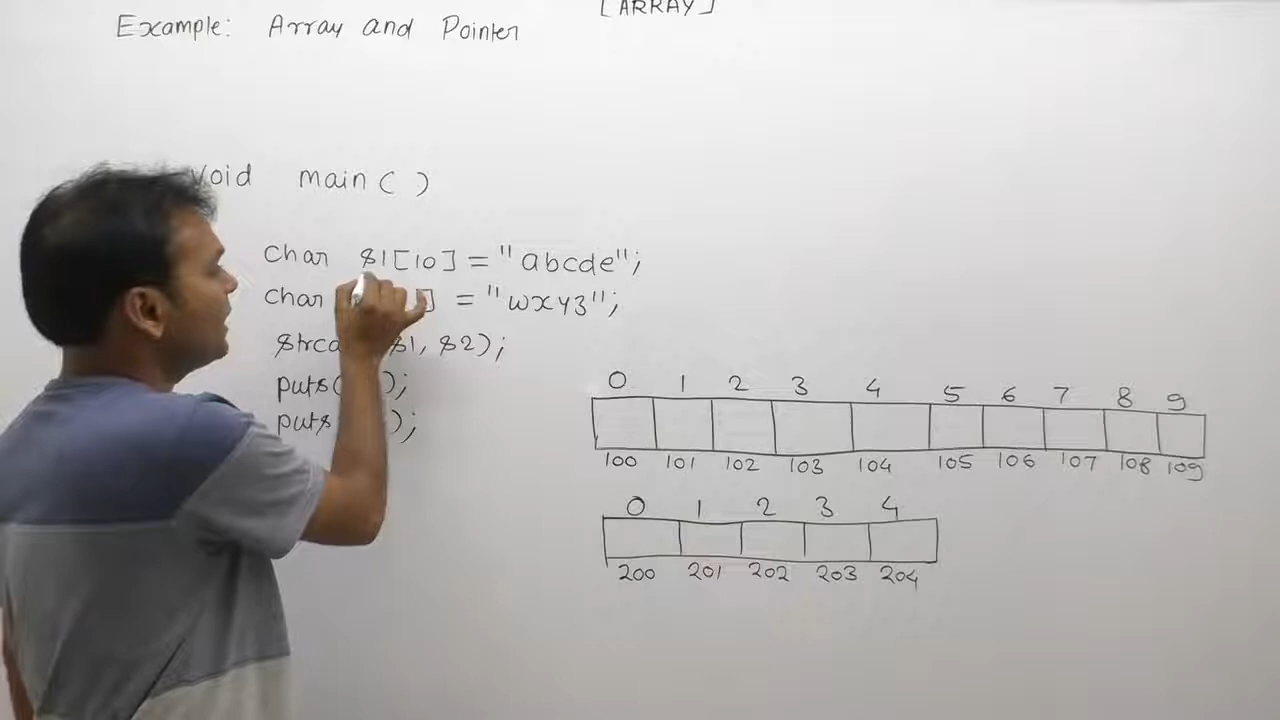 [ARRAY]
Example: Array and Pointer
void main( )
char s1[10] = "abcde";
char ] = "wxyz";
s1, s2);
puts( );
puts );
0 1 2 3 4 5 6 7 8 9
100 101 102 103 104 105 106 107 108 109
0 1 2 3 4
200 201 202 203 204